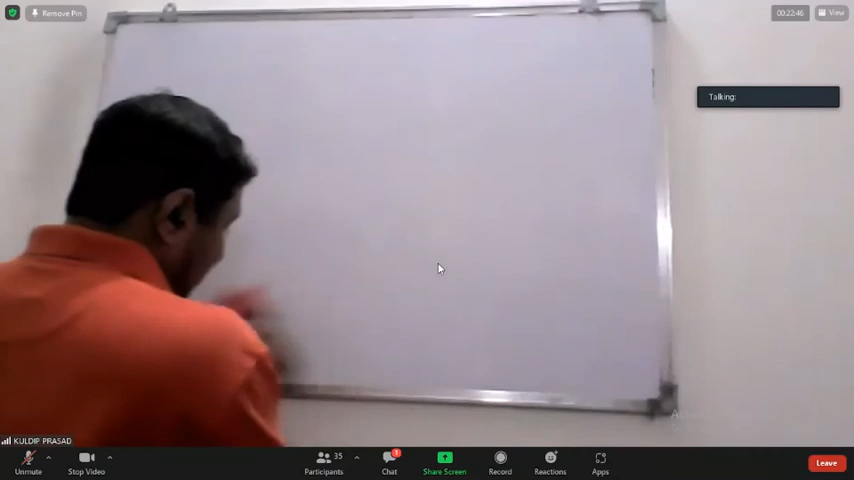 Remove Pin
00:22:46
View
Talking:
KULDIP PRASAD
35
1
Unmute
Stop Video
Participants
Chat
Share Screen
Record
Reactions
Apps
Leave